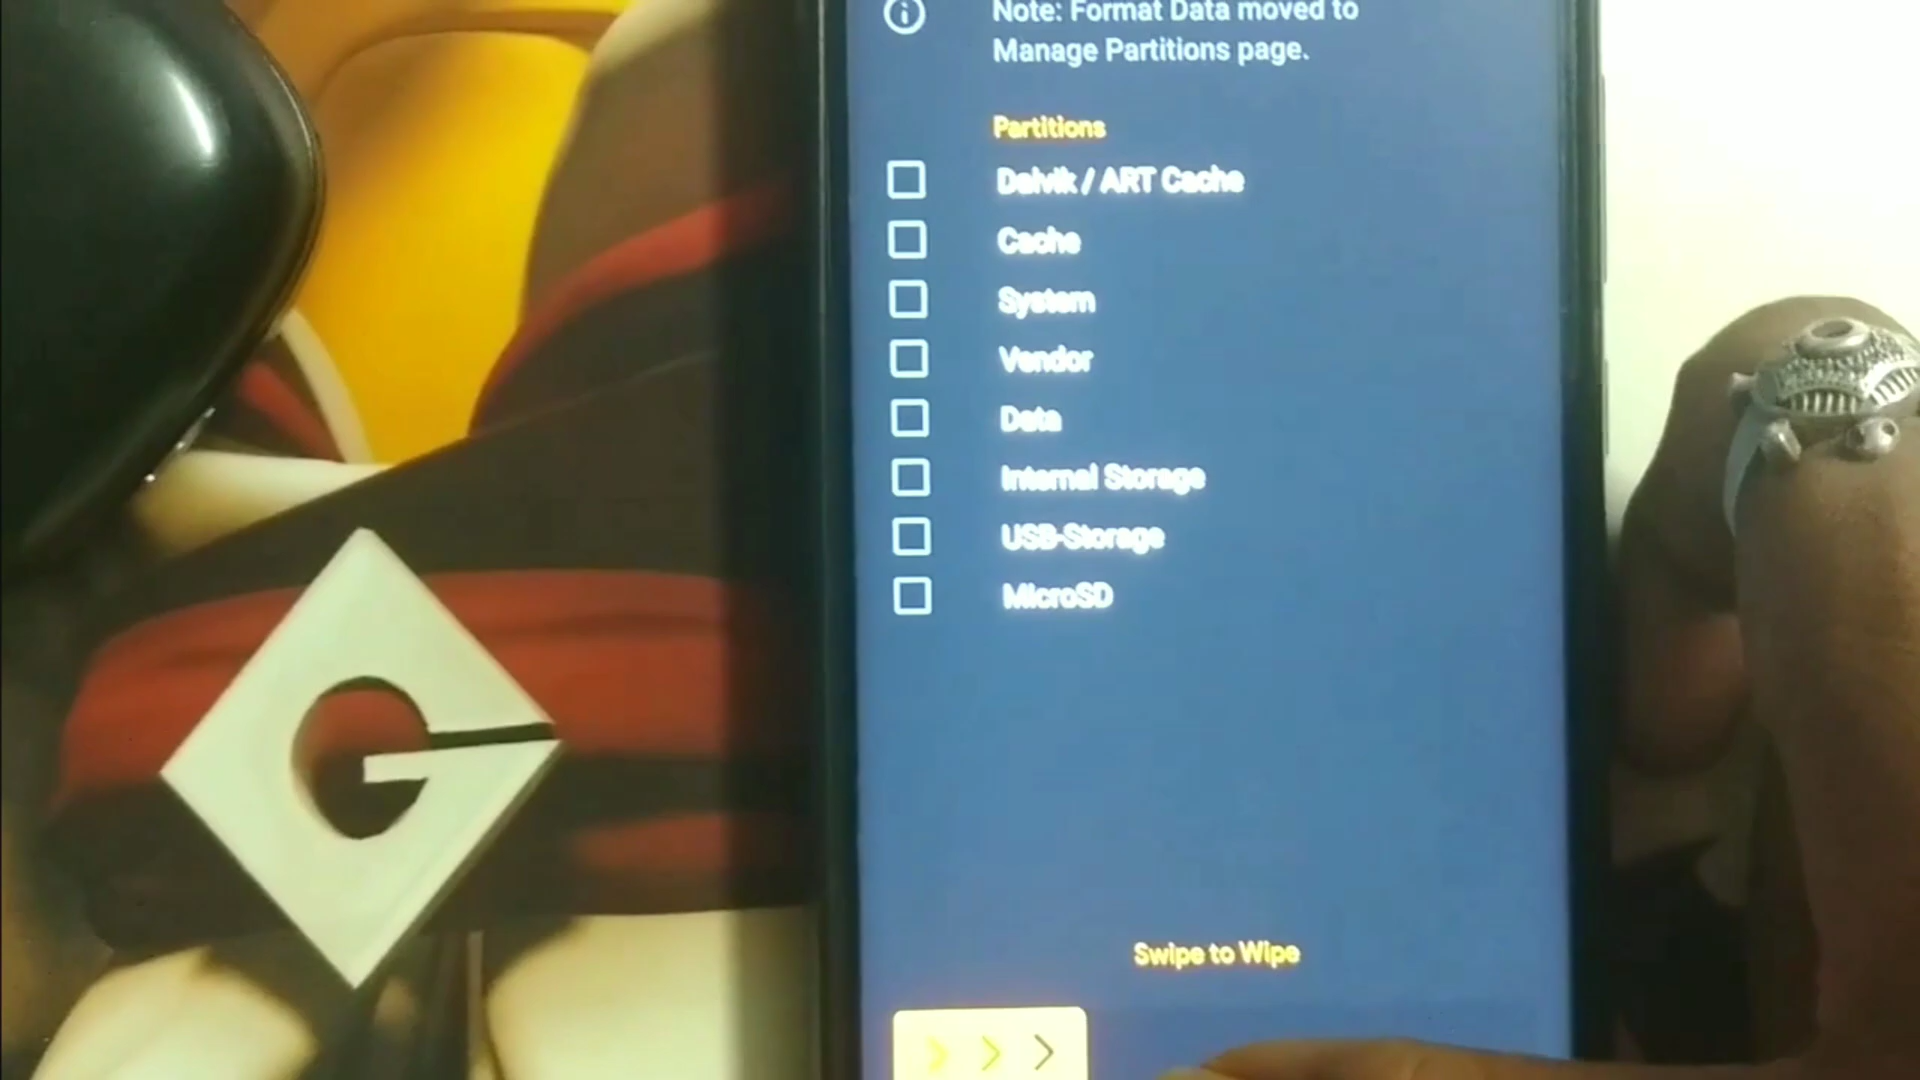 Note: Format Data moved to
Manage Partitions page.
Partitions
Dalvik / ART Cache
Cache
System
Vendor
Data
Internal Storage
USB-Storage
MicroSD
Swipe to Wipe
G